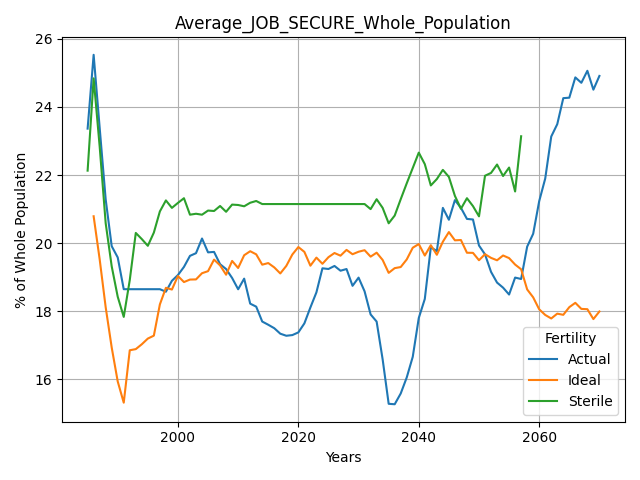 Average_JOB_SECURE_Whole_Population
% of Whole Population
26
24
22
20
18
16
2000
2020
2040
2060
Years
Fertility
Actual
Ideal
Sterile